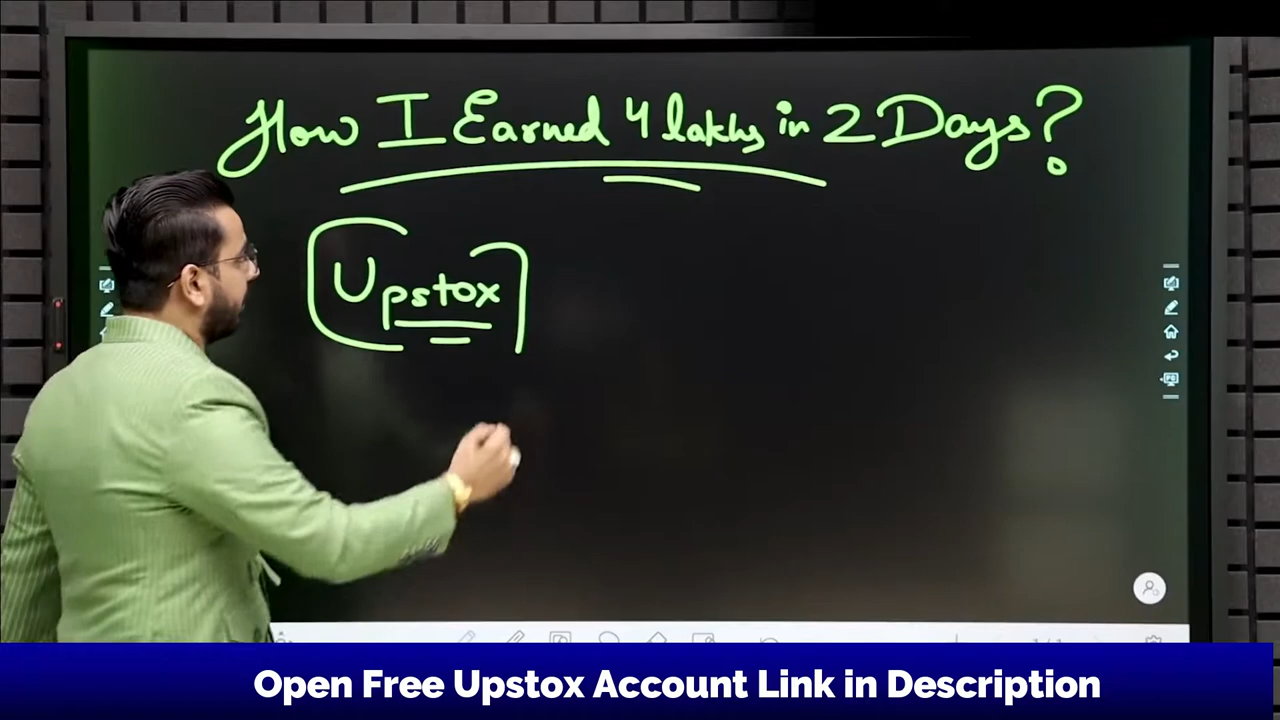 How I Earned 4 lakhs in 2 Days?
Upstox
Open Free Upstox Account Link in Description